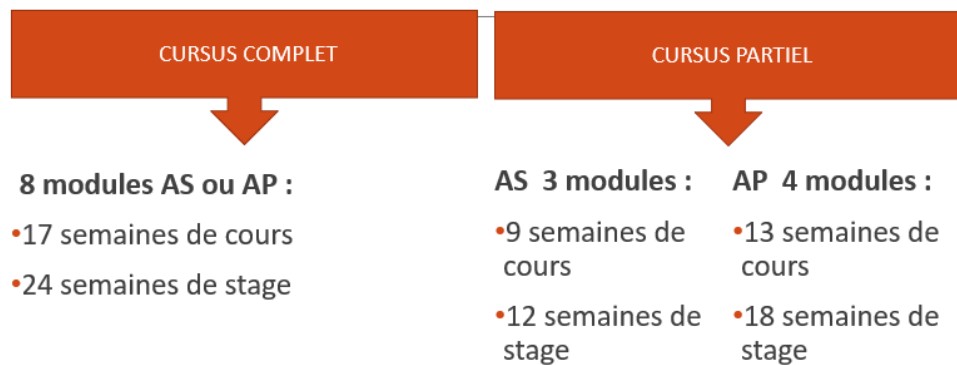 CURSUS COMPLET
CURSUS PARTIEL
8 modules AS ou AP :
•17 semaines de cours
•24 semaines de stage
AS 3 modules :
•9 semaines de
cours
•12 semaines de
stage
AP 4 modules :
•13 semaines de
cours
•18 semaines de
stage